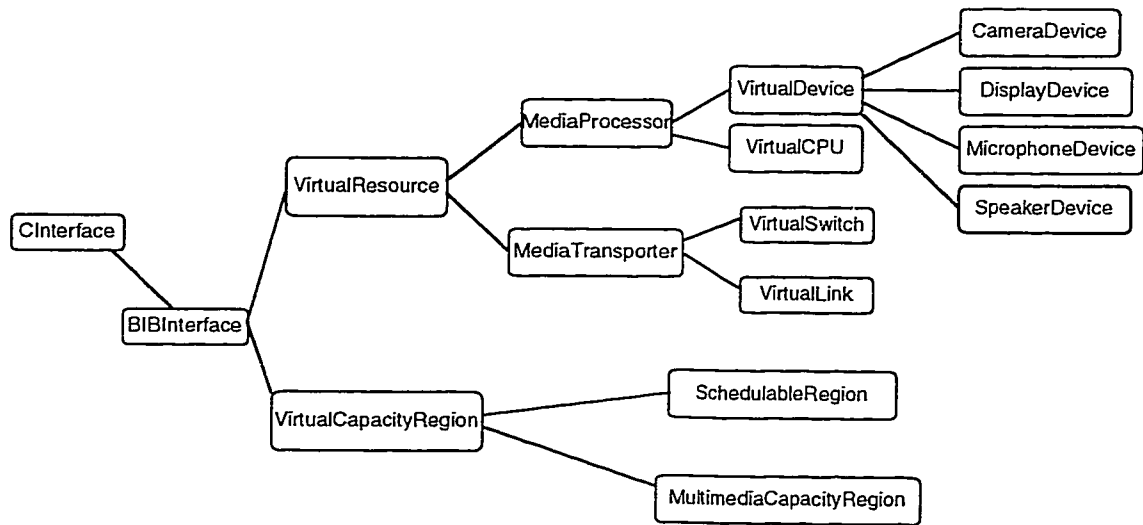 CameraDevice
VirtualDevice
DisplayDevice
MediaProcessor
VirtualCPU
MicrophoneDevice
VirtualResource
SpeakerDevice
VirtualSwitch
CInterface
MediaTransporter
VirtualLink
BIBInterface
SchedulableRegion
VirtualCapacityRegion
MultimediaCapacityRegion